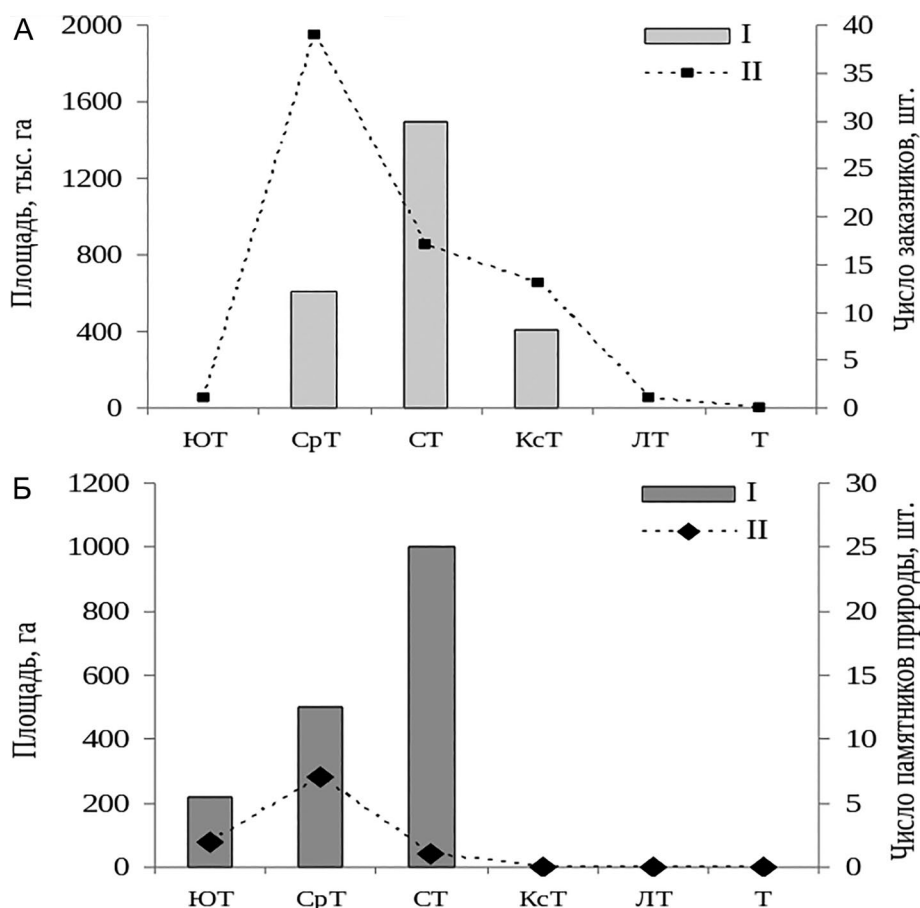 А
Площадь, тыс. га
2000
1600
1200
800
400
0
I
II
40
35
30
25
20
15
10
5
0
Число заказников, шт.
ЮТ СрТ СТ КсТ ЛТ Т
Б
Площадь, га
1200
1000
800
600
400
200
0
I
II
30
25
20
15
10
5
0
Число памятников природы, шт.
ЮТ СрТ СТ КсТ ЛТ Т